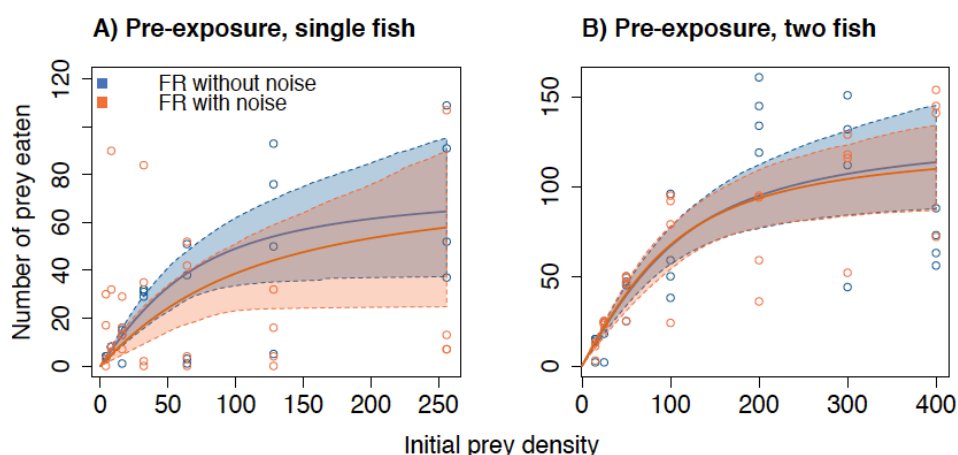 A) Pre-exposure, single fish
B) Pre-exposure, two fish
Number of prey eaten
120
80
60
40
20
0
FR without noise
FR with noise
0 50 100 150 200 250
150
100
50
0
0 100 200 300 400
Initial prey density